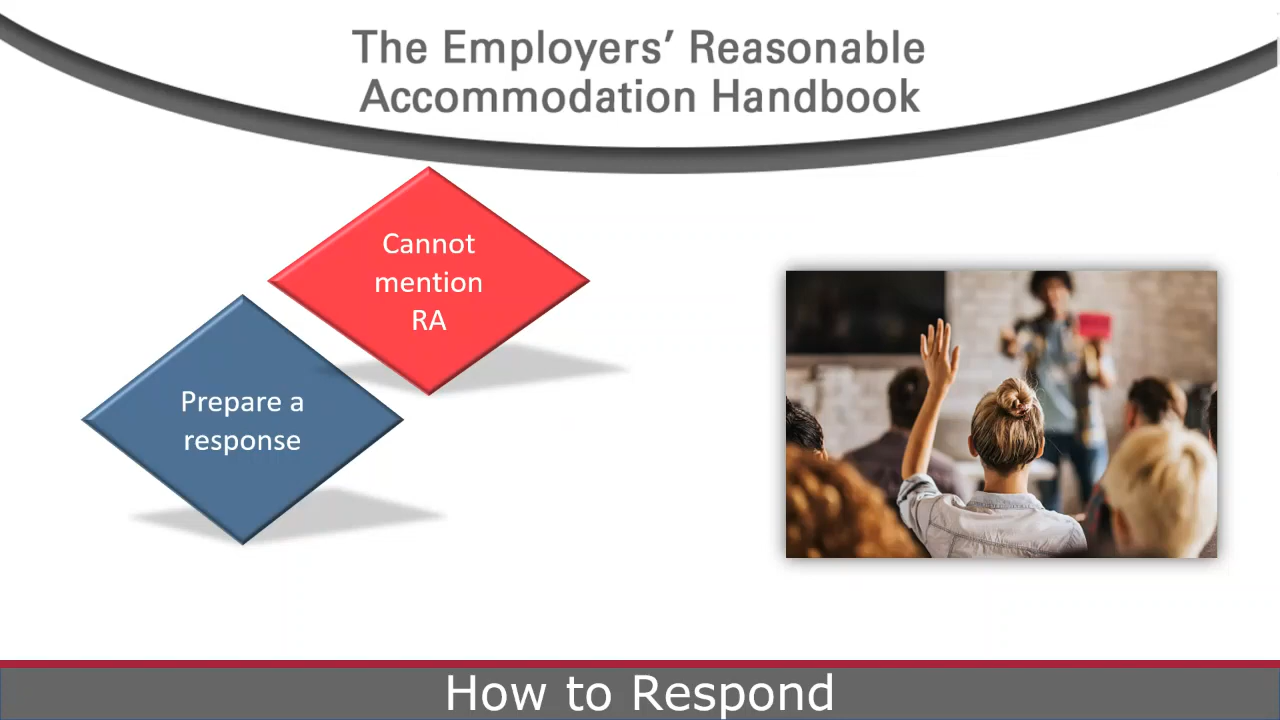 The Employers’ Reasonable
Accommodation Handbook
Cannot
mention
RA
Prepare a
response
How to Respond